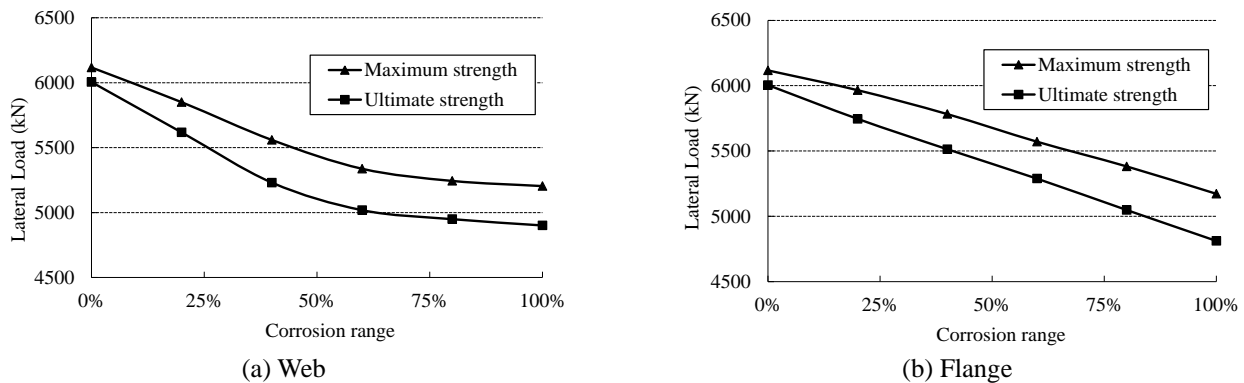 6500
6000
5500
5000
4500
Lateral Load (kN)
Maximum strength
Ultimate strength
0% 25% 50% 75% 100%
Corrosion range
(a) Web
6500
6000
5500
5000
4500
Lateral Load (kN)
Maximum strength
Ultimate strength
0% 25% 50% 75% 100%
Corrosion range
(b) Flange